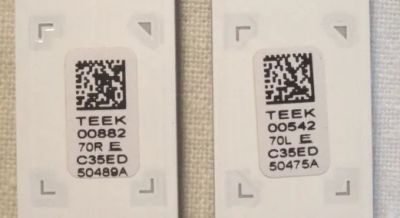 TEEK
00882
70R E
C35ED
50489A
TEEK
00542
70L E
C35ED
50475A